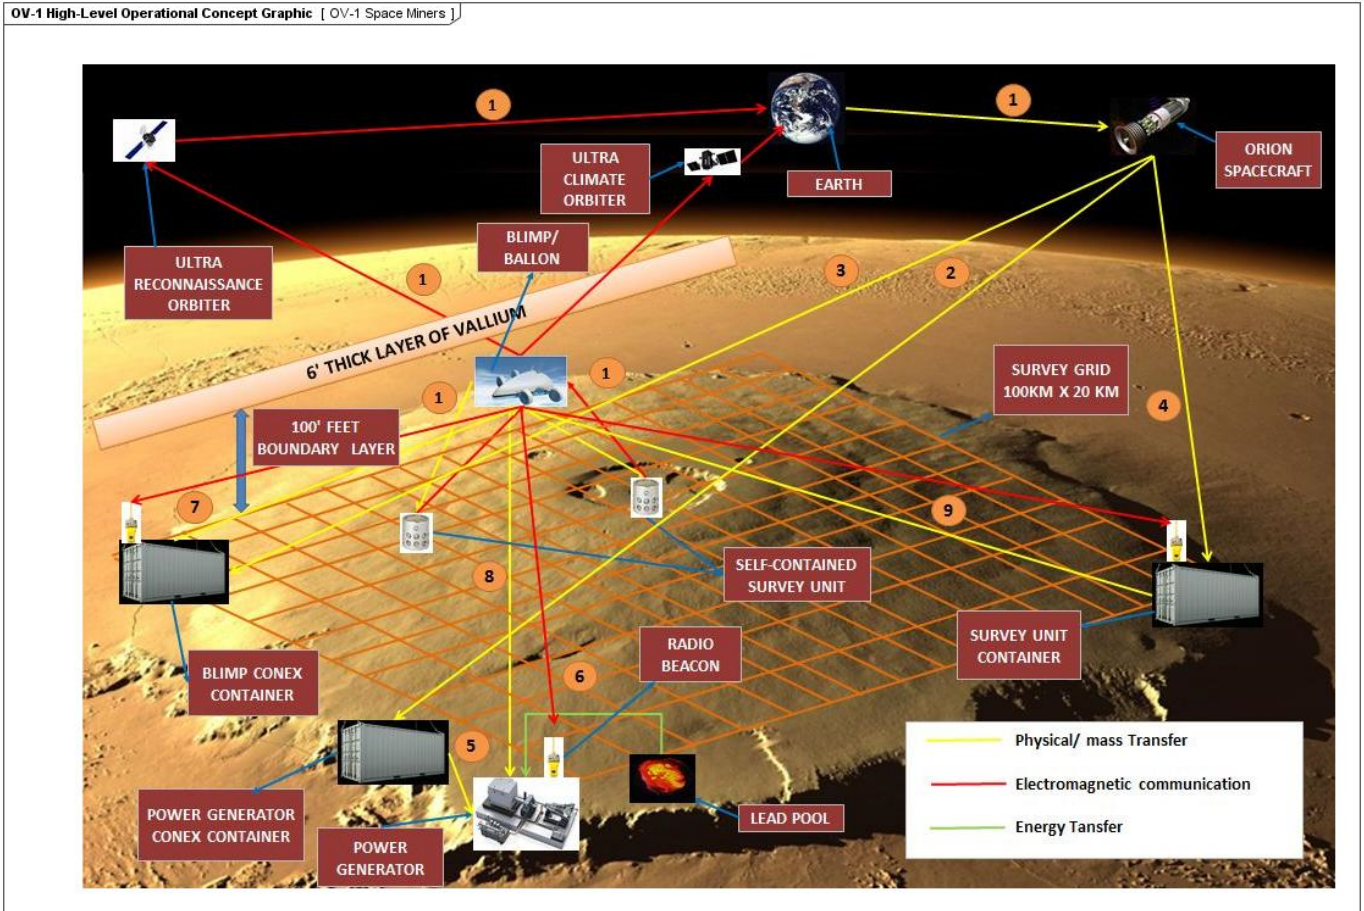 OV-1 High-Level Operational Concept Graphic [ OV-1 Space Miners ]
1
1
ULTRA
CLIMATE
ORBITER
EARTH
ORION
SPACECRAFT
BLIMP/
BALLON
ULTRA
RECONNAISSANCE
ORBITER
1
3
2
6' THICK LAYER OF VALLIUM
1
1
SURVEY GRID
100KM X 20 KM
4
100' FEET
BOUNDARY LAYER
7
9
8
SELF-CONTAINED
SURVEY UNIT
SURVEY UNIT
CONTAINER
RADIO
BEACON
BLIMP CONEX
CONTAINER
6
5
POWER GENERATOR
CONEX CONTAINER
POWER
GENERATOR
LEAD POOL
Physical/ mass Transfer
Electromagnetic communication
Energy Tansfer